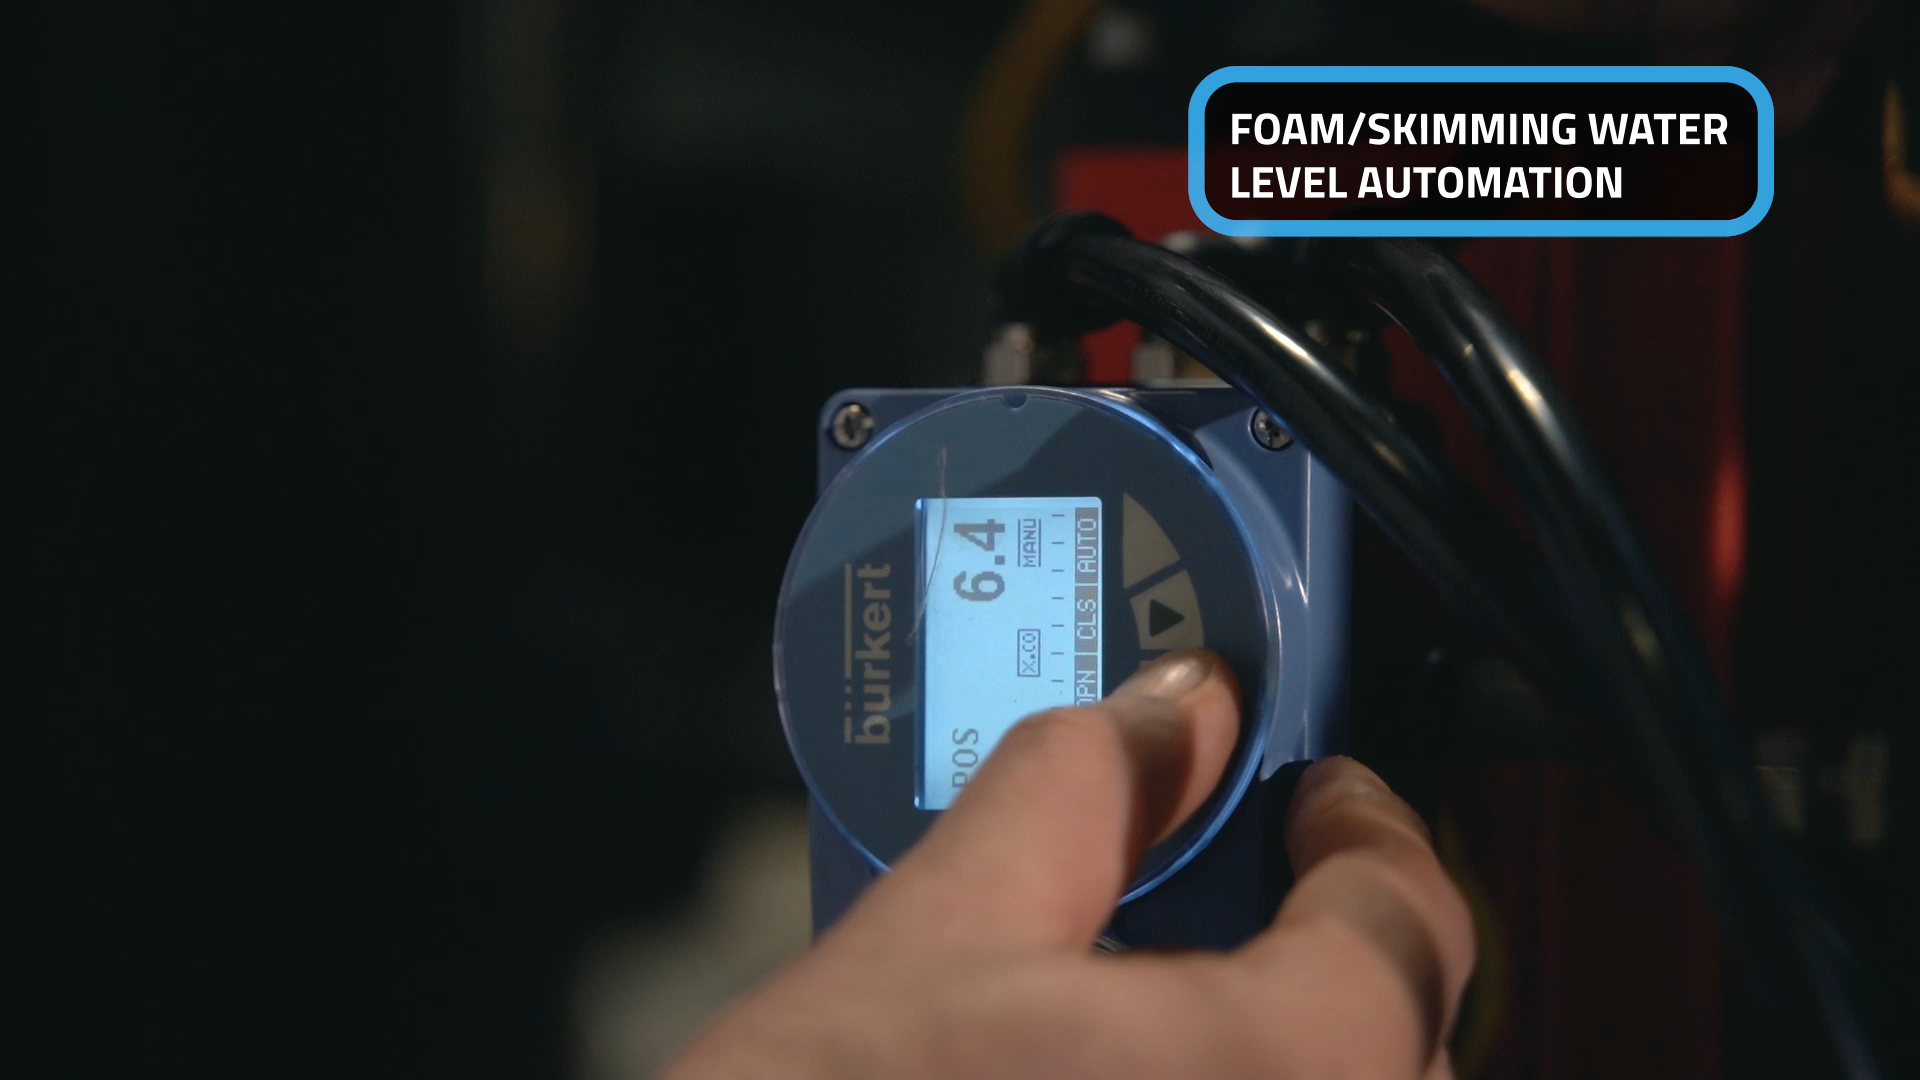 FOAM/SKIMMING WATER
LEVEL AUTOMATION
bürkert
POS 6.4
X.CO MANU
OPN CLS AUTO